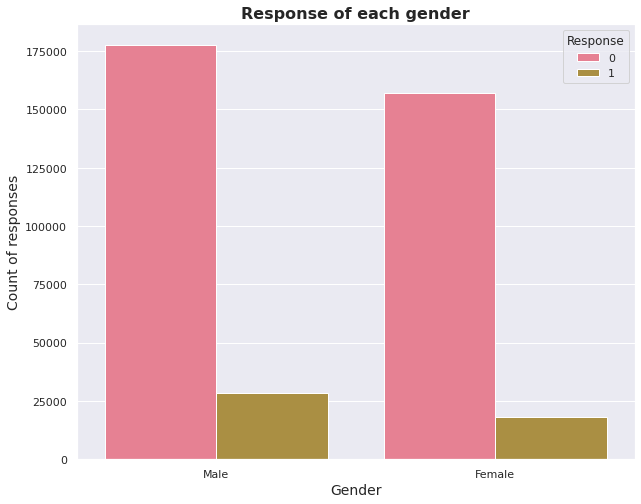 Response of each gender
Response
0
1
175000
150000
125000
100000
75000
50000
25000
0
Count of responses
Male
Female
Gender